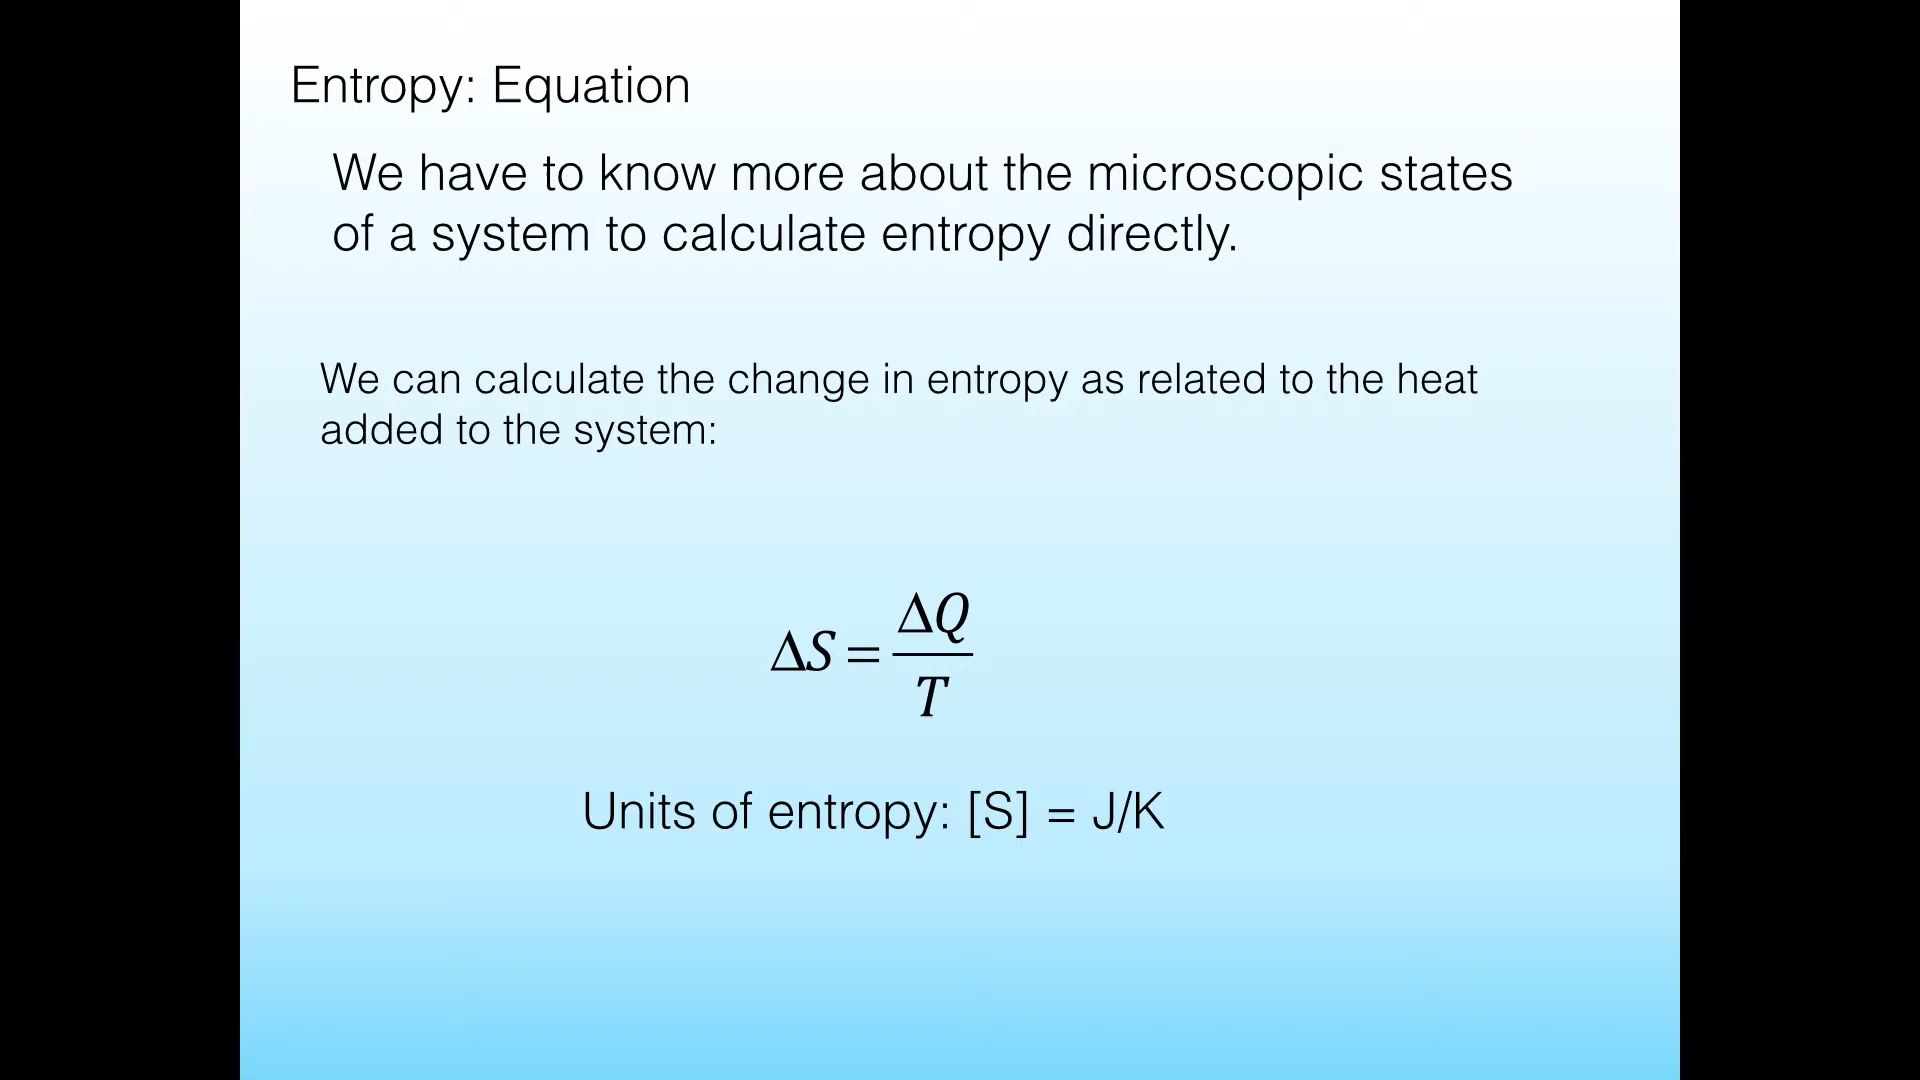 Entropy: Equation
We have to know more about the microscopic states
of a system to calculate entropy directly.
We can calculate the change in entropy as related to the heat
added to the system:
ΔS = ΔQ / T
Units of entropy: [S] = J/K